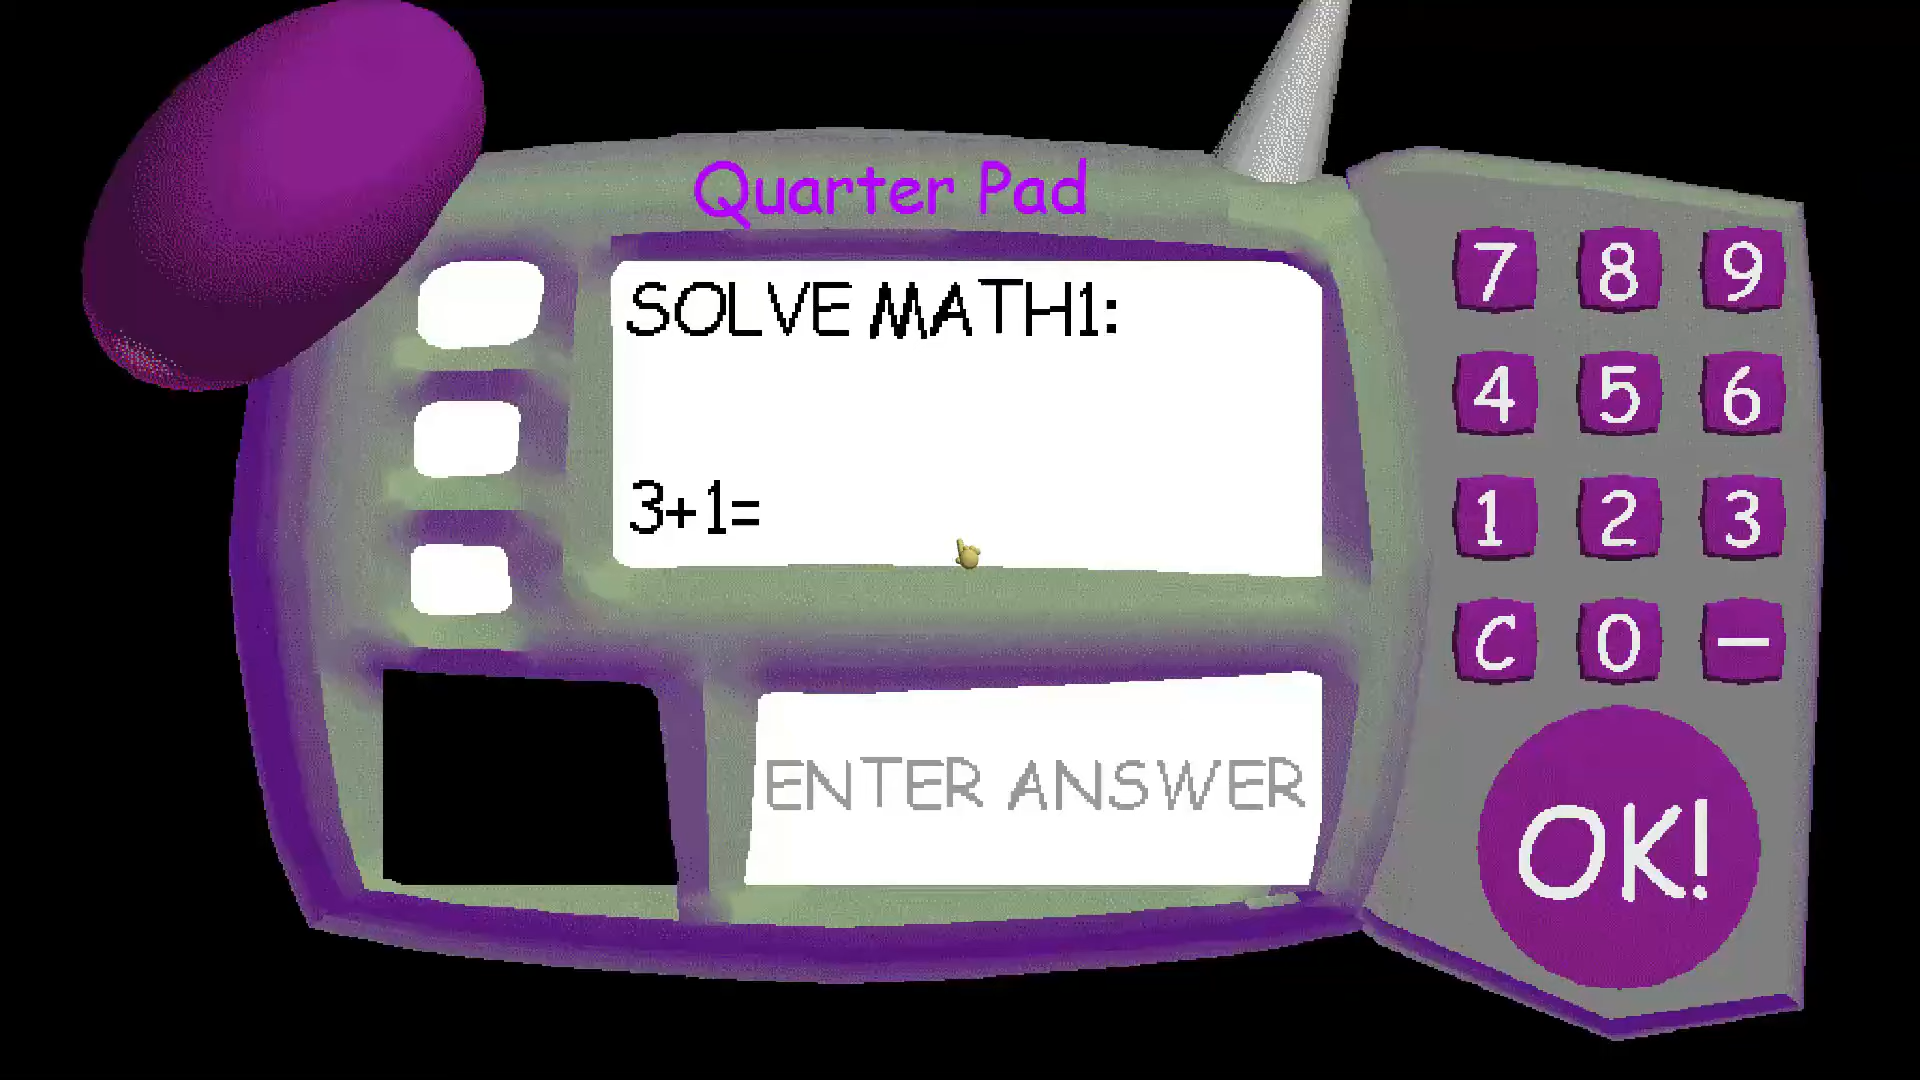 Quarter Pad
SOLVE MATH1:
3+1=
ENTER ANSWER
7 8 9
4 5 6
1 2 3
C 0 −
OK!